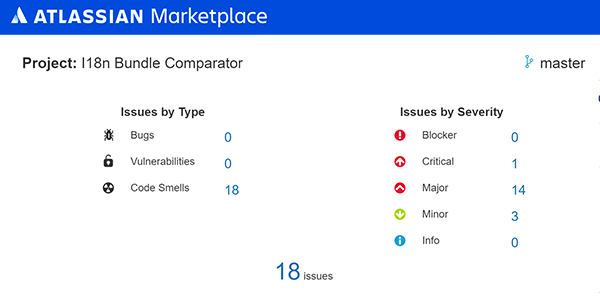 ATLASSIAN Marketplace
Project: I18n Bundle Comparator
master
Issues by Type
Bugs 0
Vulnerabilities 0
Code Smells 18
Issues by Severity
Blocker 0
Critical 1
Major 14
Minor 3
Info 0
18 issues